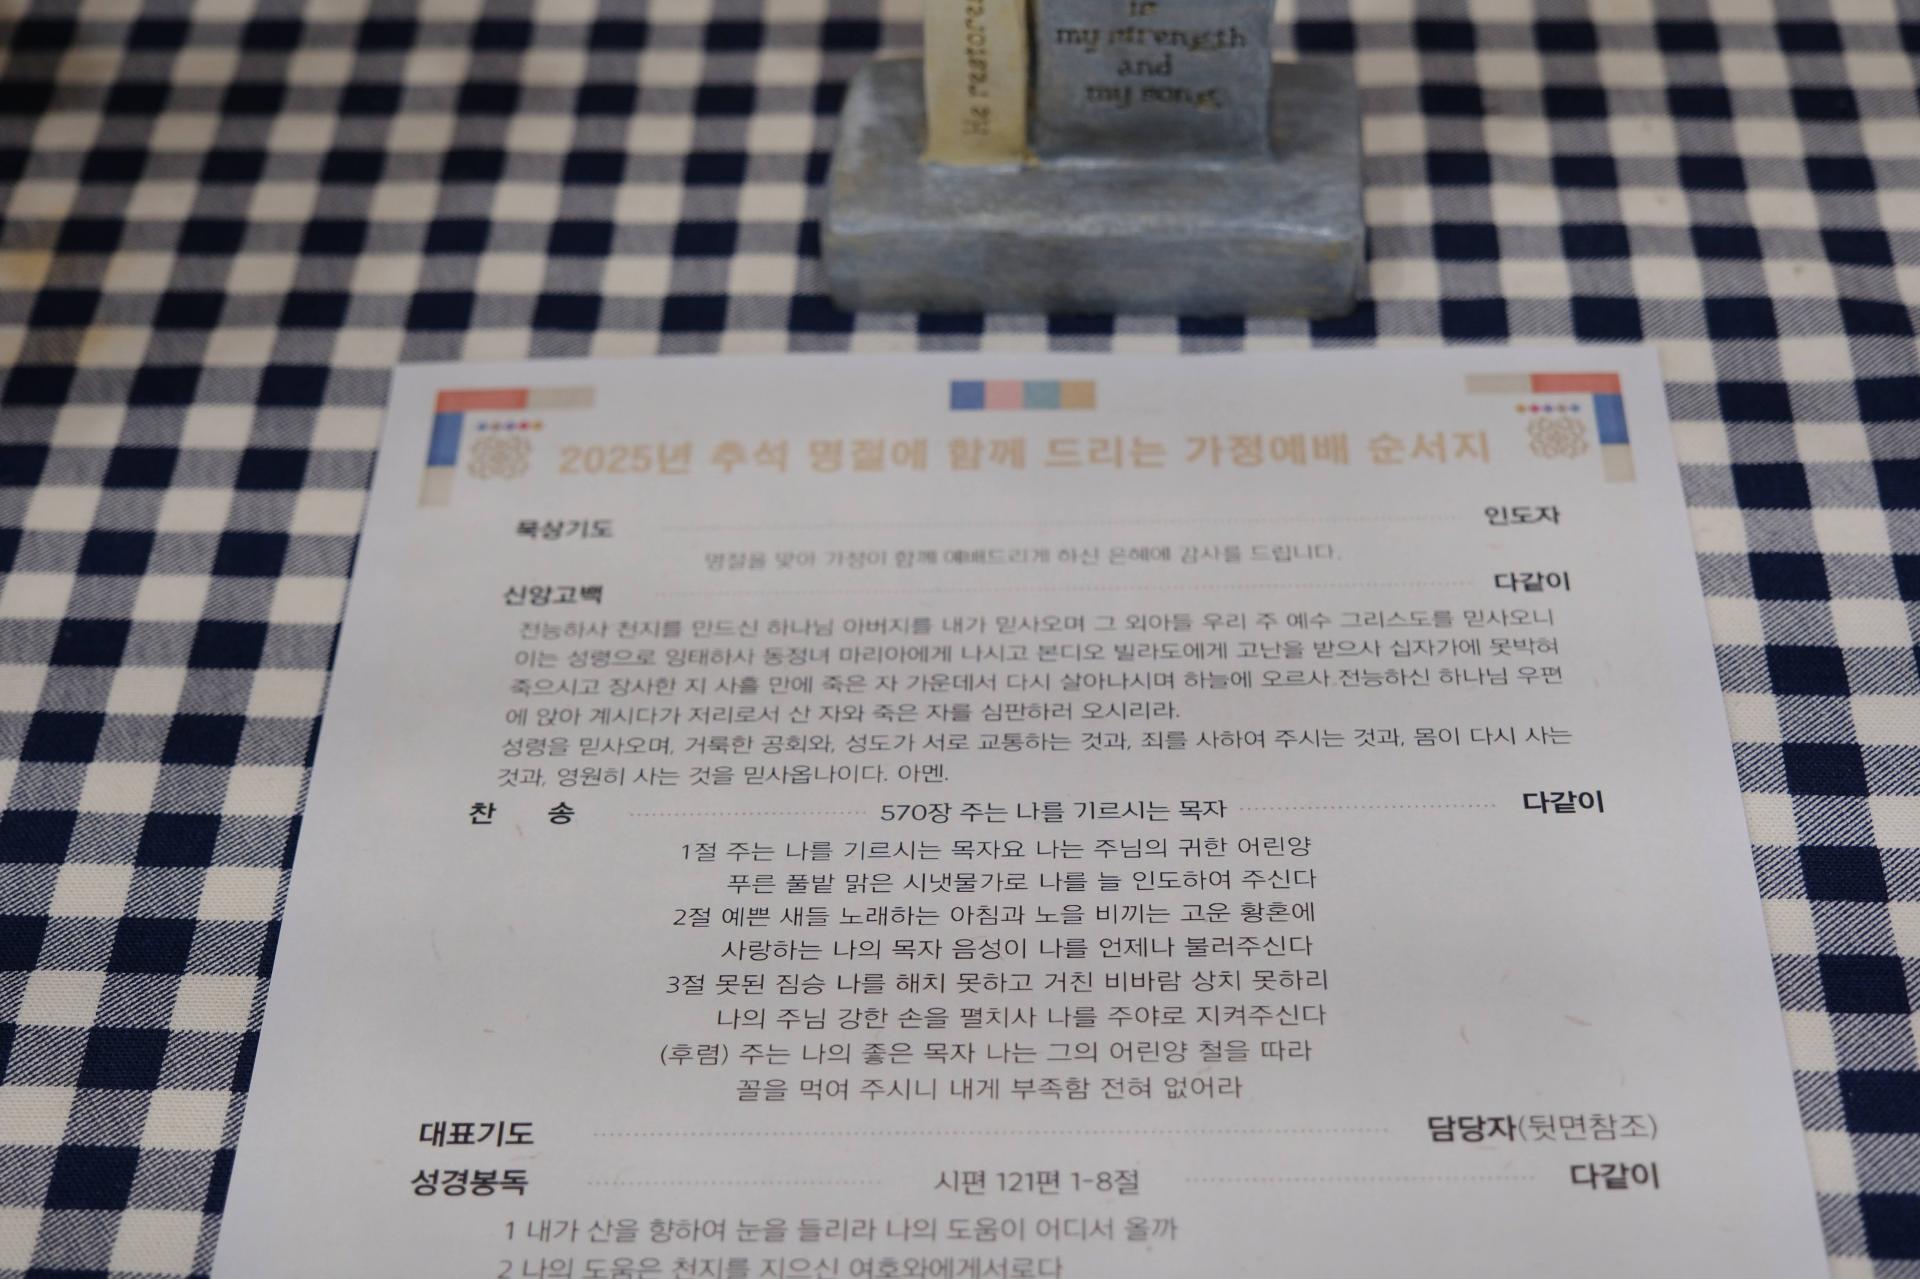 is
my strength
and
my song
He restores
2025년 추석 명절에 함께 드리는 가정예배 순서지
묵상기도 인도자
명절을 맞아 가정이 함께 예배드리게 하신 은혜에 감사를 드립니다.
신앙고백 다같이
전능하사 천지를 만드신 하나님 아버지를 내가 믿사오며 그 외아들 우리 주 예수 그리스도를 믿사오니
이는 성령으로 잉태하사 동정녀 마리아에게 나시고 본디오 빌라도에게 고난을 받으사 십자가에 못박혀
죽으시고 장사한 지 사흘 만에 죽은 자 가운데서 다시 살아나시며 하늘에 오르사 전능하신 하나님 우편
에 앉아 계시다가 저리로서 산 자와 죽은 자를 심판하러 오시리라.
성령을 믿사오며, 거룩한 공회와, 성도가 서로 교통하는 것과, 죄를 사하여 주시는 것과, 몸이 다시 사는
것과, 영원히 사는 것을 믿사옵나이다. 아멘.
찬 송 570장 주는 나를 기르시는 목자 다같이
1절 주는 나를 기르시는 목자요 나는 주님의 귀한 어린양
푸른 풀밭 맑은 시냇물가로 나를 늘 인도하여 주신다
2절 예쁜 새들 노래하는 아침과 노을 비끼는 고운 황혼에
사랑하는 나의 목자 음성이 나를 언제나 불러주신다
3절 못된 짐승 나를 해치 못하고 거친 비바람 상치 못하리
나의 주님 강한 손을 펼치사 나를 주야로 지켜주신다
(후렴) 주는 나의 좋은 목자 나는 그의 어린양 철을 따라
꼴을 먹여 주시니 내게 부족함 전혀 없어라
대표기도 담당자(뒷면참조)
성경봉독 시편 121편 1-8절 다같이
1 내가 산을 향하여 눈을 들리라 나의 도움이 어디서 올까
2 나의 도움은 천지를 지으신 여호와에게서로다